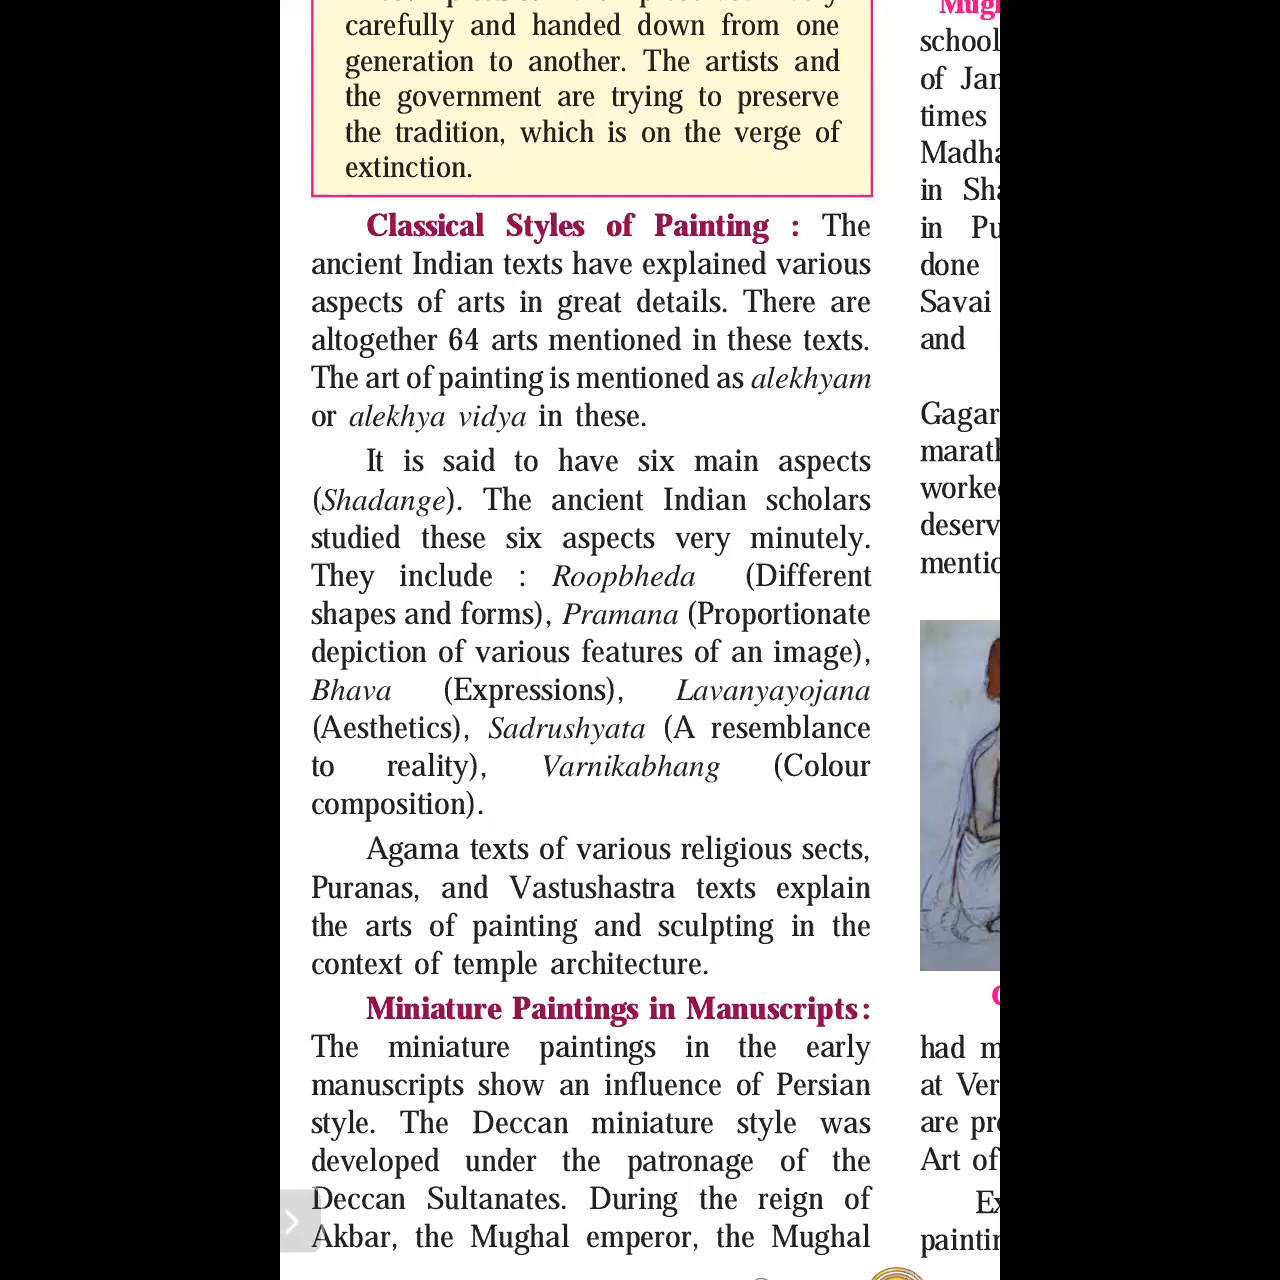 carefully and handed down from one
generation to another. The artists and
the government are trying to preserve
the tradition, which is on the verge of
extinction.
Classical Styles of Painting : The
ancient Indian texts have explained various
aspects of arts in great details. There are
altogether 64 arts mentioned in these texts.
The art of painting is mentioned as alekhyam
or alekhya vidya in these.
It is said to have six main aspects
(Shadange). The ancient Indian scholars
studied these six aspects very minutely.
They include : Roopbheda (Different
shapes and forms), Pramana (Proportionate
depiction of various features of an image),
Bhava (Expressions), Lavanyayojana
(Aesthetics), Sadrushyata (A resemblance
to reality), Varnikabhang (Colour
composition).
Agama texts of various religious sects,
Puranas, and Vastushastra texts explain
the arts of painting and sculpting in the
context of temple architecture.
Miniature Paintings in Manuscripts:
The miniature paintings in the early
manuscripts show an influence of Persian
style. The Deccan miniature style was
developed under the patronage of the
Deccan Sultanates. During the reign of
Akbar, the Mughal emperor, the Mughal
school
of
times
in
in
done
Savai
and
had
at
are
Art of